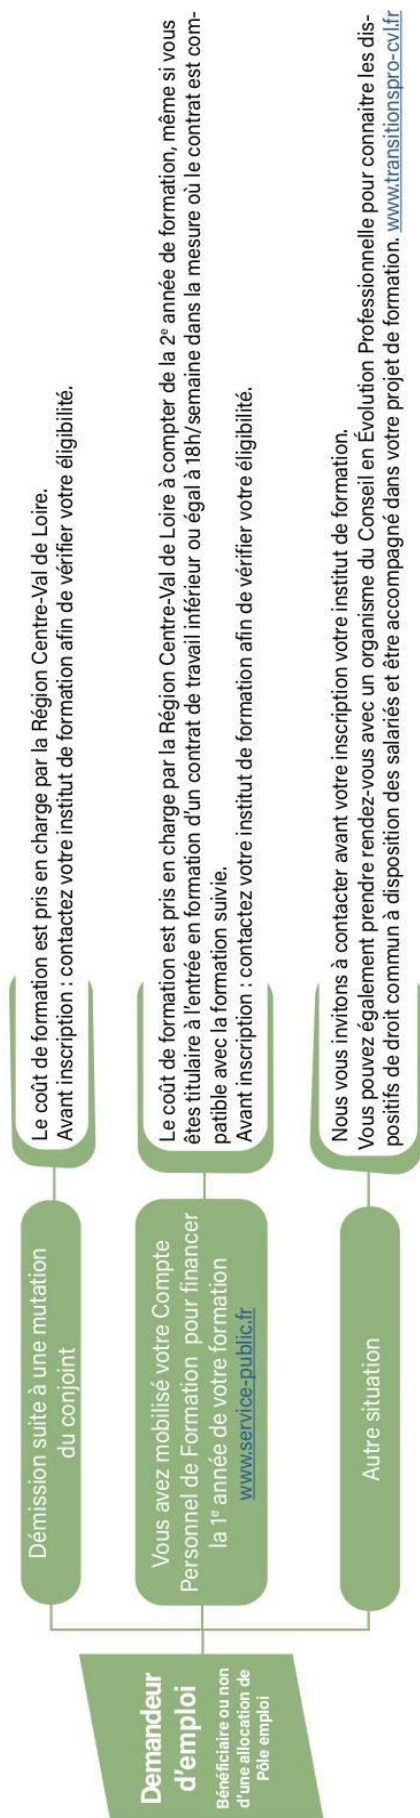 Demandeur
d'emploi
Bénéficiaire ou non
d'une allocation de
Pôle emploi
Démission suite à une mutation
du conjoint
Le coût de formation est pris en charge par la Région Centre-Val de Loire.
Avant inscription : contactez votre institut de formation afin de vérifier votre éligibilité.
Vous avez mobilisé votre Compte
Personnel de Formation pour financer
la 1e année de votre formation
www.service-public.fr
Le coût de formation est pris en charge par la Région Centre-Val de Loire à compter de la 2e année de formation, même si vous
êtes titulaire à l'entrée en formation d'un contrat de travail inférieur ou égal à 18h/semaine dans la mesure où le contrat est com-
patible avec la formation suivie.
Avant inscription : contactez votre institut de formation afin de vérifier votre éligibilité.
Autre situation
Nous vous invitons à contacter avant votre inscription votre institut de formation.
Vous pouvez également prendre rendez-vous avec un organisme du Conseil en Évolution Professionnelle pour connaitre les dis-
positifs de droit commun à disposition des salariés et être accompagné dans votre projet de formation. www.transitionspro-cvl.fr